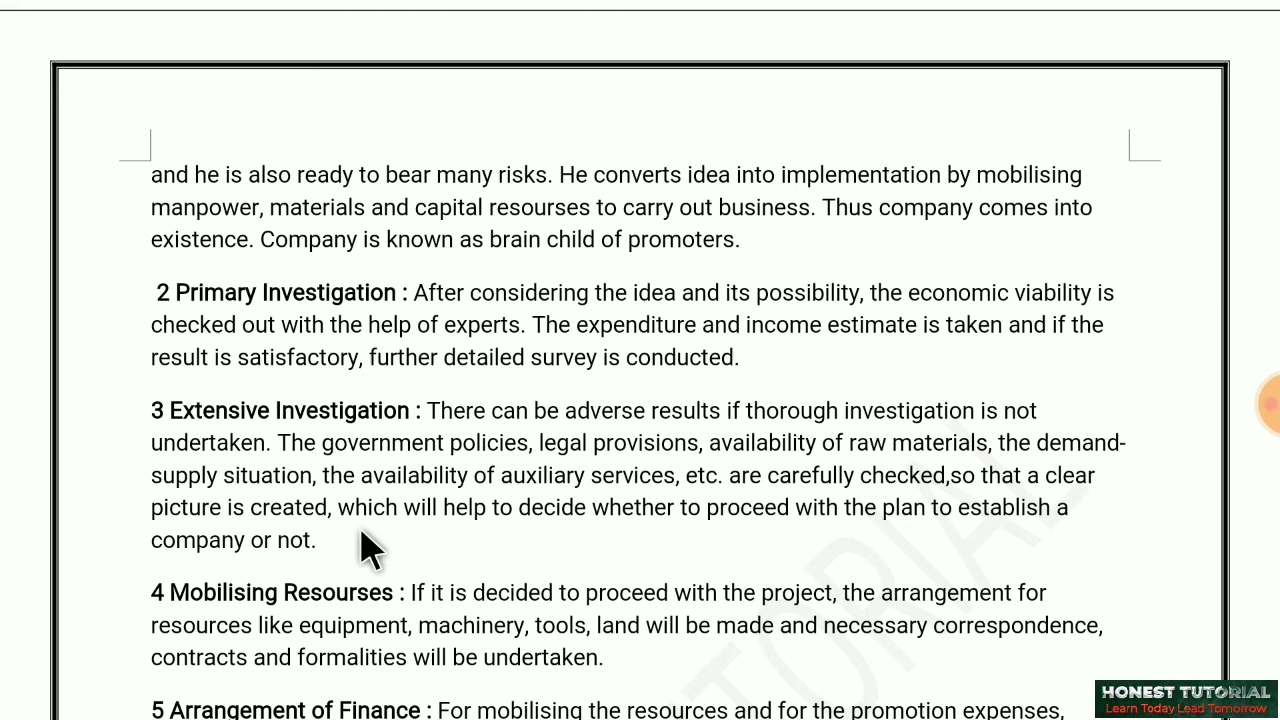 and he is also ready to bear many risks. He converts idea into implementation by mobilising
manpower, materials and capital resourses to carry out business. Thus company comes into
existence. Company is known as brain child of promoters.
2 Primary Investigation : After considering the idea and its possibility, the economic viability is
checked out with the help of experts. The expenditure and income estimate is taken and if the
result is satisfactory, further detailed survey is conducted.
3 Extensive Investigation : There can be adverse results if thorough investigation is not
undertaken. The government policies, legal provisions, availability of raw materials, the demand-
supply situation, the availability of auxiliary services, etc. are carefully checked,so that a clear
picture is created, which will help to decide whether to proceed with the plan to establish a
company or not.
4 Mobilising Resourses : If it is decided to proceed with the project, the arrangement for
resources like equipment, machinery, tools, land will be made and necessary correspondence,
contracts and formalities will be undertaken.
5 Arrangement of Finance : For mobilising the resources and for the promotion expenses,
TORIAL
HONEST TUTORIAL
Learn Today Lead Tomorrow